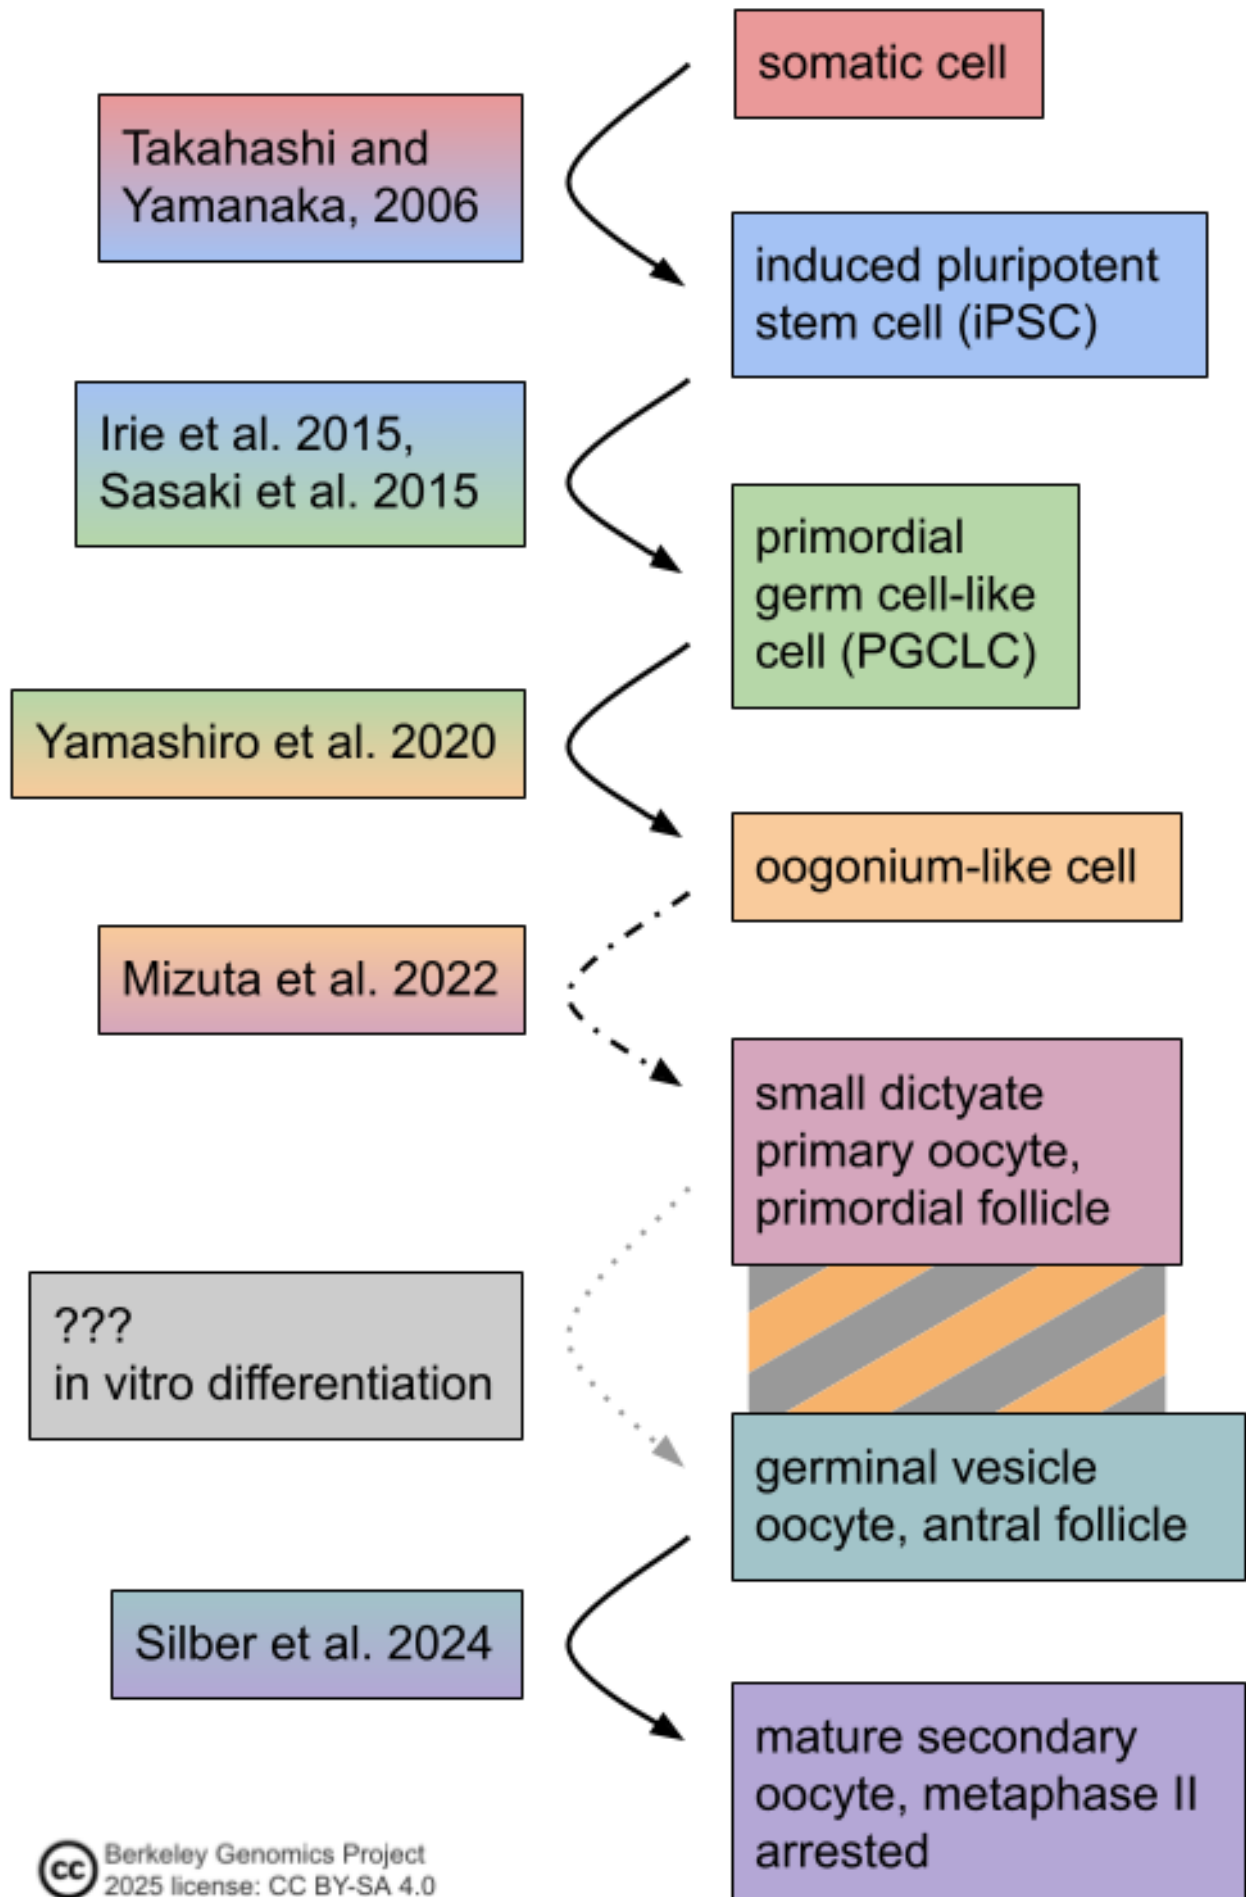 somatic cell
Takahashi and
Yamanaka, 2006
induced pluripotent
stem cell (iPSC)
Irie et al. 2015,
Sasaki et al. 2015
primordial
germ cell-like
cell (PGCLC)
Yamashiro et al. 2020
oogonium-like cell
Mizuta et al. 2022
small dictyate
primary oocyte,
primordial follicle
???
in vitro differentiation
germinal vesicle
oocyte, antral follicle
Silber et al. 2024
mature secondary
oocyte, metaphase II
arrested
cc
Berkeley Genomics Project
2025 license: CC BY-SA 4.0